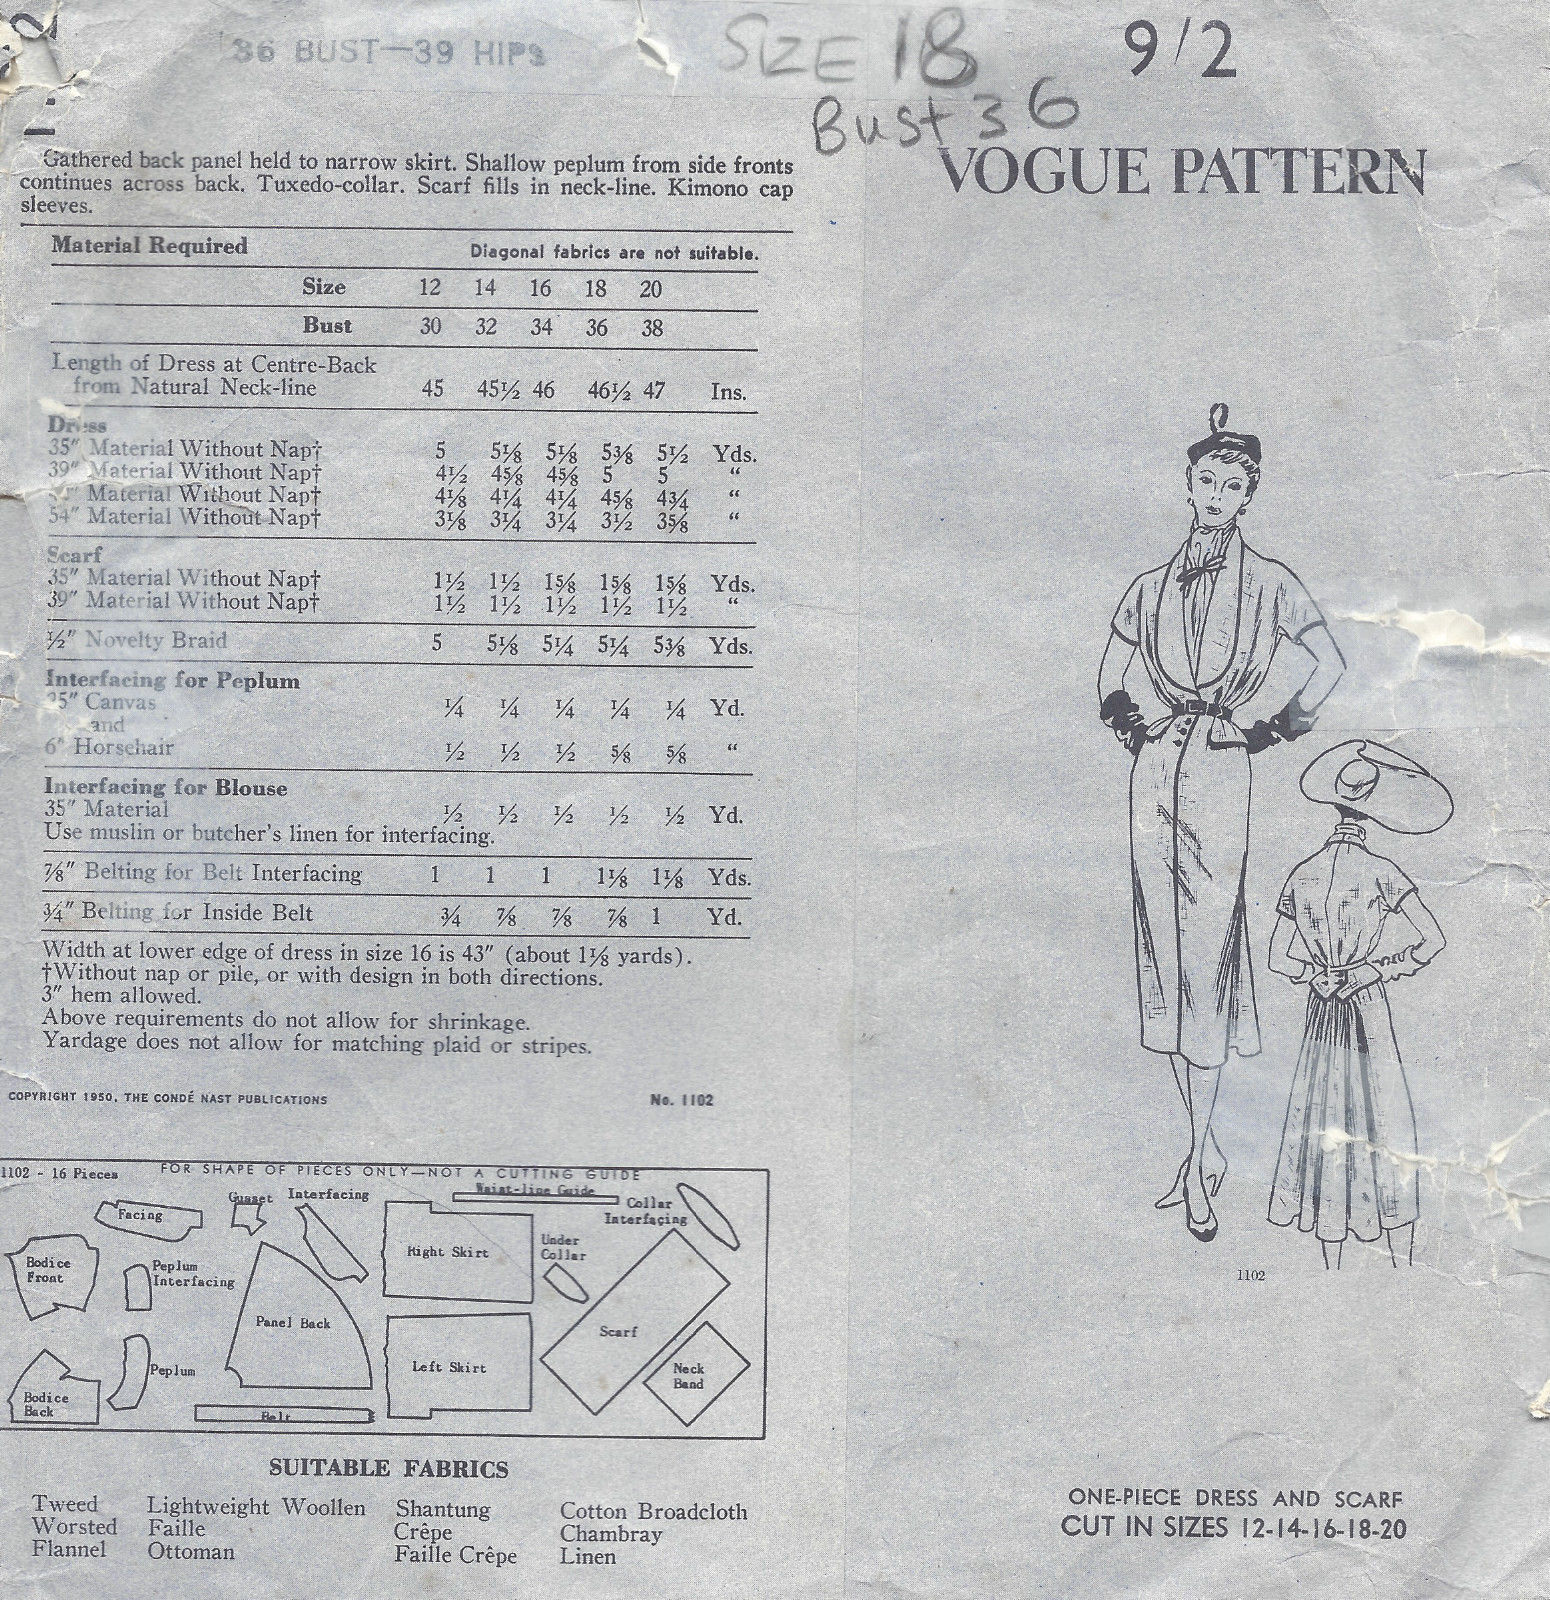 36 BUST—39 HIPS
SIZE 18
Bust 36
9/2
VOGUE PATTERN
Gathered back panel held to narrow skirt. Shallow peplum from side fronts
continues across back. Tuxedo-collar. Scarf fills in neck-line. Kimono cap
sleeves.
Material Required Diagonal fabrics are not suitable.
Size 12 14 16 18 20
Bust 30 32 34 36 38
Length of Dress at Centre-Back
from Natural Neck-line 45 45½ 46 46½ 47 Ins.
Dress
35" Material Without Nap† 5 5⅛ 5⅛ 5⅜ 5½ Yds.
39" Material Without Nap† 4½ 4⅝ 4⅝ 5 5 "
Material Without Nap† 4⅛ 4¼ 4¼ 4⅝ 4¾ "
54" Material Without Nap† 3⅛ 3¼ 3¼ 3½ 3⅝ "
Scarf
35" Material Without Nap† 1½ 1½ 1⅝ 1⅝ 1⅝ Yds.
39" Material Without Nap† 1½ 1½ 1½ 1½ 1½ "
½" Novelty Braid 5 5⅛ 5¼ 5¼ 5⅜ Yds.
Interfacing for Peplum
Canvas ¼ ¼ ¼ ¼ ¼ Yd.
and
6" Horsehair ½ ½ ½ ⅝ ⅝ "
Interfacing for Blouse
35" Material ½ ½ ½ ½ ½ Yd.
Use muslin or butcher's linen for interfacing.
⅞" Belting for Belt Interfacing 1 1 1 1⅛ 1⅛ Yds.
¾" Belting for Inside Belt ¾ ⅞ ⅞ ⅞ 1 Yd.
Width at lower edge of dress in size 16 is 43" (about 1⅛ yards).
†Without nap or pile, or with design in both directions.
3" hem allowed.
Above requirements do not allow for shrinkage.
Yardage does not allow for matching plaid or stripes.
COPYRIGHT 1950, THE CONDÉ NAST PUBLICATIONS No. 1102
1102 - 16 Pieces FOR SHAPE OF PIECES ONLY—NOT A CUTTING GUIDE
Facing
Gusset
Interfacing
Waist-line Guide
Collar
Interfacing
Bodice
Front
Peplum
Interfacing
Right Skirt
Under
Collar
Panel Back
Scarf
Peplum
Left Skirt
Neck
Band
Bodice
Back
Belt
SUITABLE FABRICS
Tweed Lightweight Woollen Shantung Cotton Broadcloth
Worsted Faille Crêpe Chambray
Flannel Ottoman Faille Crêpe Linen
1102
ONE-PIECE DRESS AND SCARF
CUT IN SIZES 12-14-16-18-20